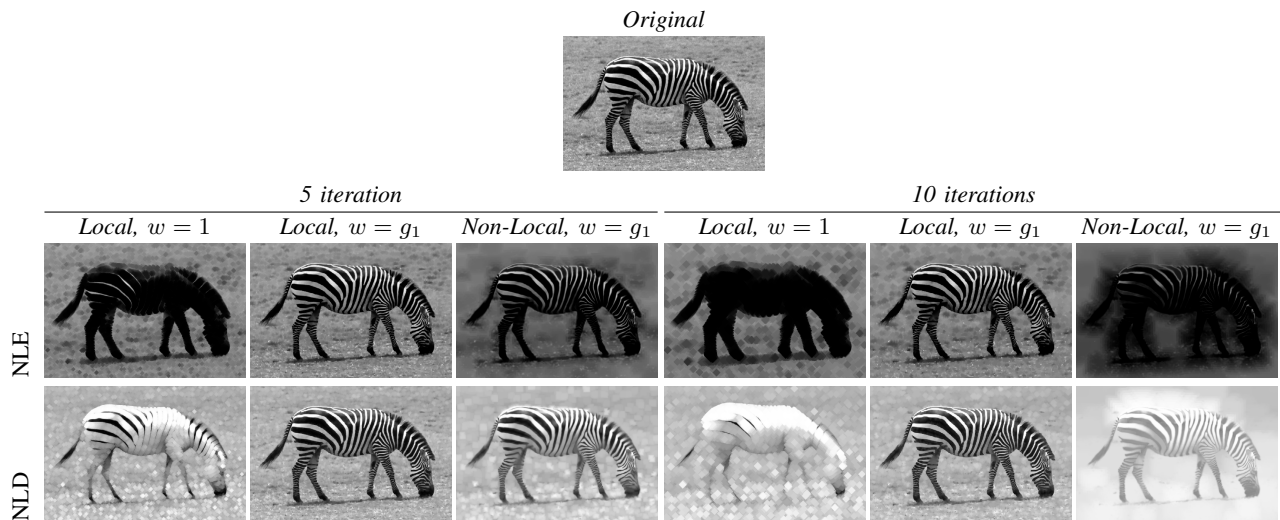 Original
5 iteration
10 iterations
Local, w = 1
Local, w = g₁
Non-Local, w = g₁
Local, w = 1
Local, w = g₁
Non-Local, w = g₁
NLE
NLD